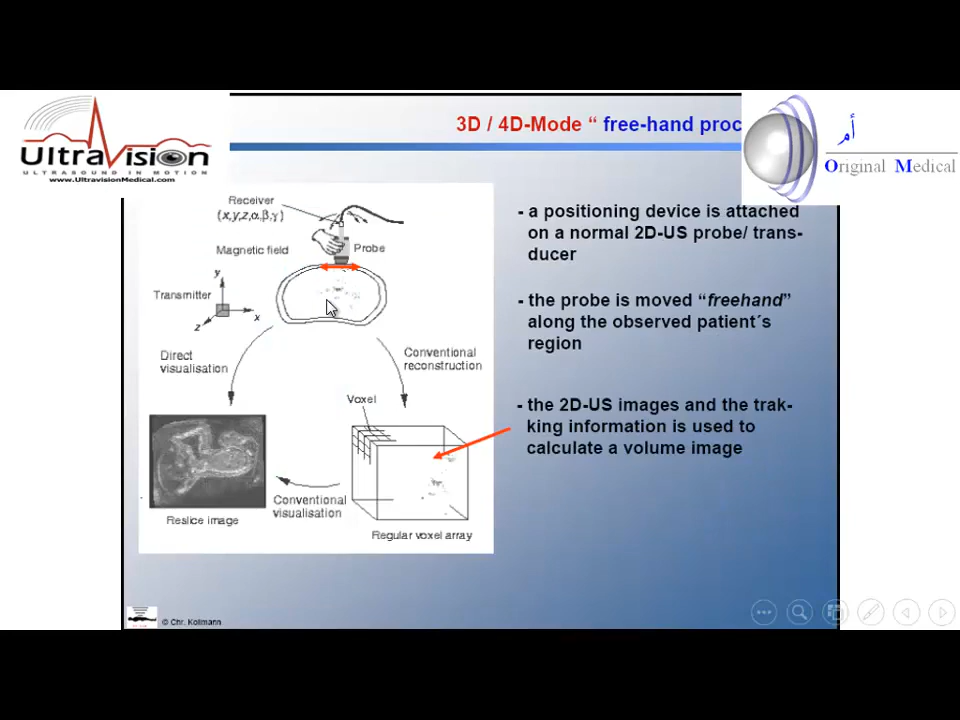 UltraVision
ULTRASOUND IN MOTION
www.UltravisionMedical.com
3D / 4D-Mode “ free-hand proc
أم
Original Medical
Receiver
(x,y,z,α,β,γ)
Magnetic field
Probe
Transmitter
y
x
z
Direct
visualisation
Conventional
reconstruction
Voxel
Conventional
visualisation
Reslice image
Regular voxel array
- a positioning device is attached
on a normal 2D-US probe/ trans-
ducer
- the probe is moved “freehand”
along the observed patient´s
region
- the 2D-US images and the trak-
king information is used to
calculate a volume image
© Chr. Kollmann